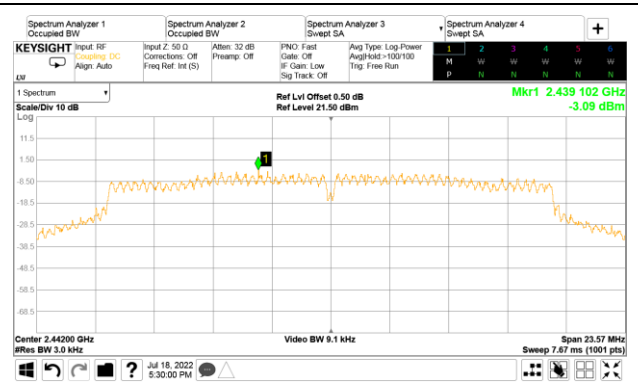 Spectrum Analyzer 1 Spectrum Analyzer 2 Spectrum Analyzer 3 Spectrum Analyzer 4
Occupied BW Occupied BW Swept SA Swept SA +
KEYSIGHT Input: RF Input Z: 50 Ω Atten: 32 dB PNO: Fast Avg Type: Log-Power 1 2 3 4 5 6
Coupling: DC Corrections: Off Preamp: Off Gate: Off Avg|Hold:>100/100 M W W W W W
Align: Auto Freq Ref: Int (S) IF Gain: Low Trig: Free Run
LXI Sig Track: Off P N N N N N
1 Spectrum Ref Lvl Offset 0.50 dB Mkr1 2.439 102 GHz
Scale/Div 10 dB Ref Level 21.50 dBm -3.09 dBm
Log
11.5
1.50
1
-8.50
-18.5
-28.5
-38.5
-48.5
-58.5
-68.5
Center 2.44200 GHz Video BW 9.1 kHz Span 23.57 MHz
#Res BW 3.0 kHz Sweep 7.67 ms (1001 pts)
? Jul 18, 2022
5:30:00 PM